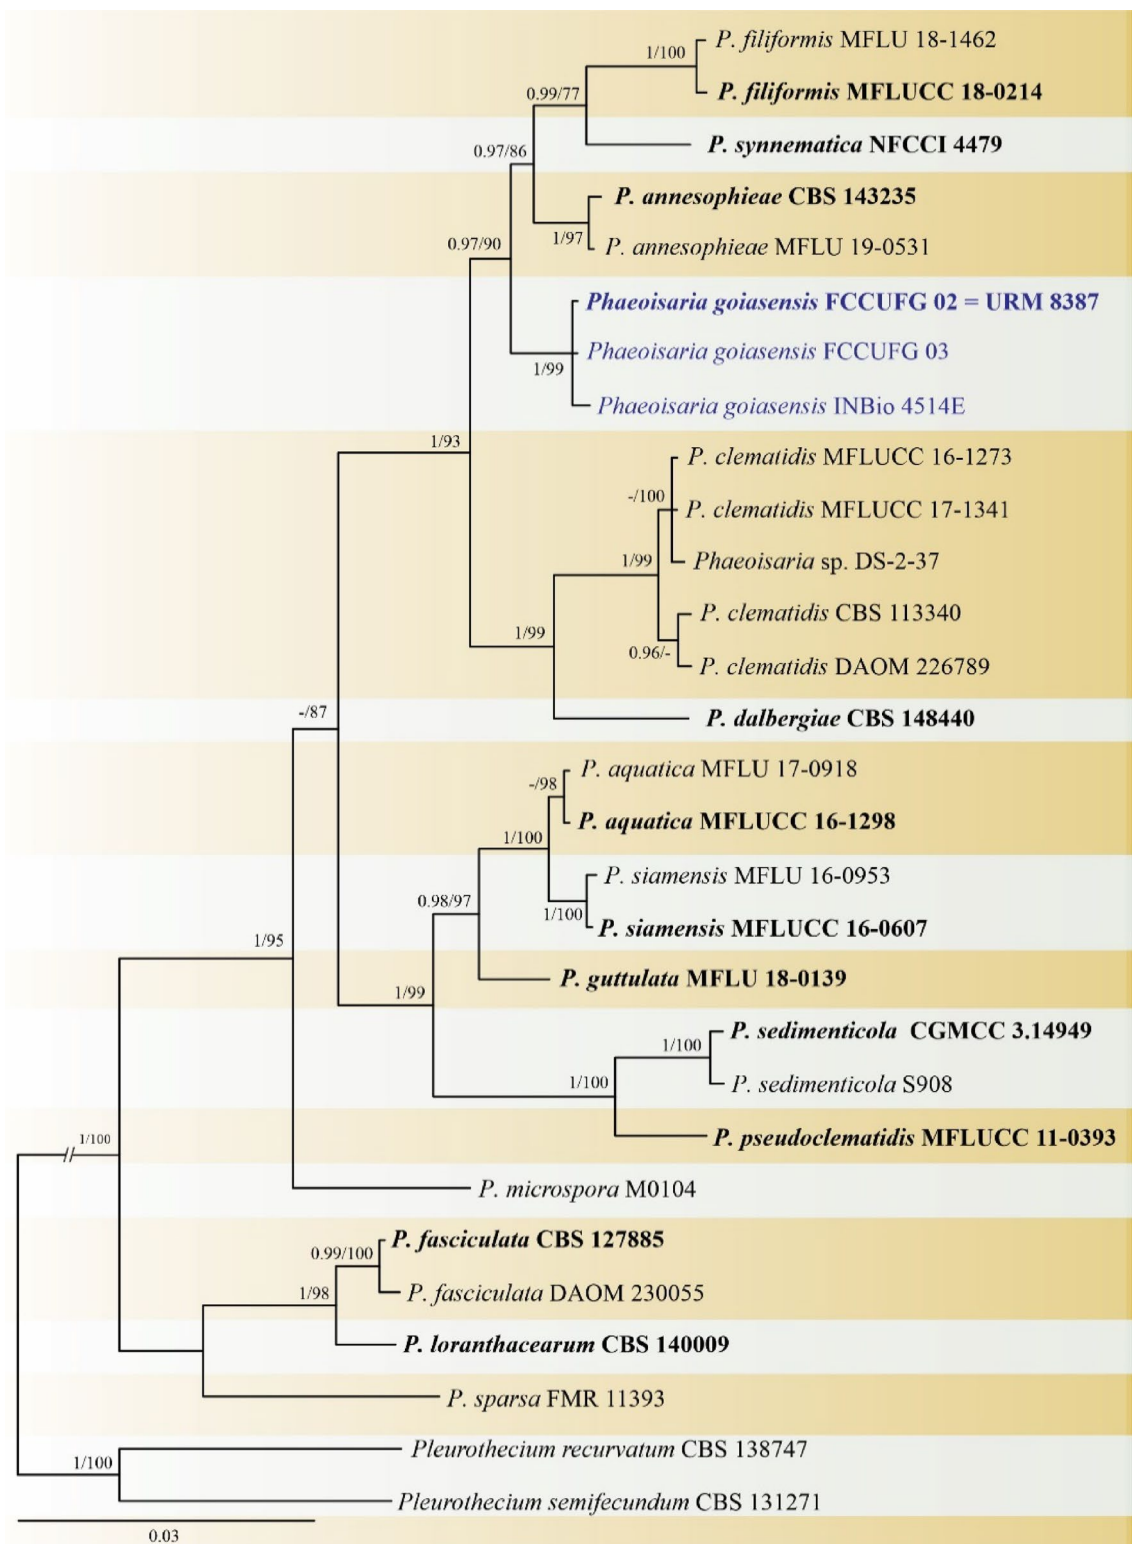 P. filiformis MFLU 18-1462
1/100
P. filiformis MFLUCC 18-0214
0.99/77
P. synnematica NFCCI 4479
0.97/86
P. annesophieae CBS 143235
1/97
P. annesophieae MFLU 19-0531
0.97/90
Phaeoisaria goiasensis FCCUFG 02 = URM 8387
Phaeoisaria goiasensis FCCUFG 03
1/99
Phaeoisaria goiasensis INBio 4514E
1/93
P. clematidis MFLUCC 16-1273
-/100
P. clematidis MFLUCC 17-1341
1/99
Phaeoisaria sp. DS-2-37
P. clematidis CBS 113340
1/99
0.96/-
P. clematidis DAOM 226789
-/87
P. dalbergiae CBS 148440
P. aquatica MFLU 17-0918
-/98
P. aquatica MFLUCC 16-1298
1/100
P. siamensis MFLU 16-0953
0.98/97
1/100
P. siamensis MFLUCC 16-0607
1/95
P. guttulata MFLU 18-0139
1/99
P. sedimenticola CGMCC 3.14949
1/100
P. sedimenticola S908
1/100
P. pseudoclematidis MFLUCC 11-0393
1/100
P. microspora M0104
P. fasciculata CBS 127885
0.99/100
P. fasciculata DAOM 230055
1/98
P. loranthacearum CBS 140009
P. sparsa FMR 11393
Pleurothecium recurvatum CBS 138747
1/100
Pleurothecium semifecundum CBS 131271
0.03